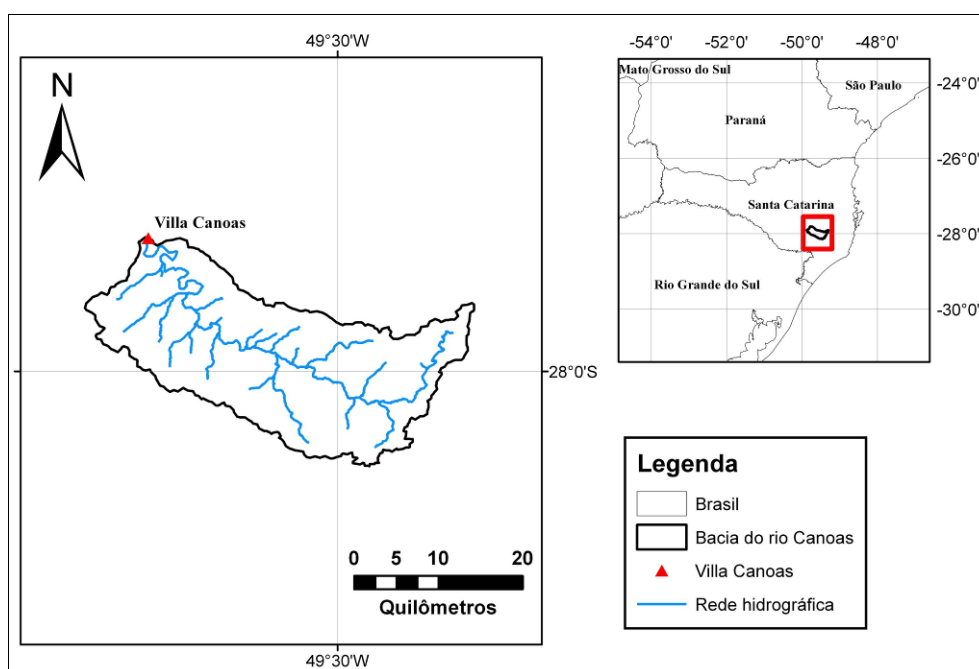 49°30'W
N
Villa Canoas
28°0'S
0 5 10 20
Quilômetros
49°30'W
-54°0' -52°0' -50°0' -48°0'
Mato Grosso do Sul
São Paulo
-24°0'
Paraná
-26°0'
Santa Catarina
-28°0'
Rio Grande do Sul
-30°0'
Legenda
Brasil
Bacia do rio Canoas
Villa Canoas
Rede hidrográfica